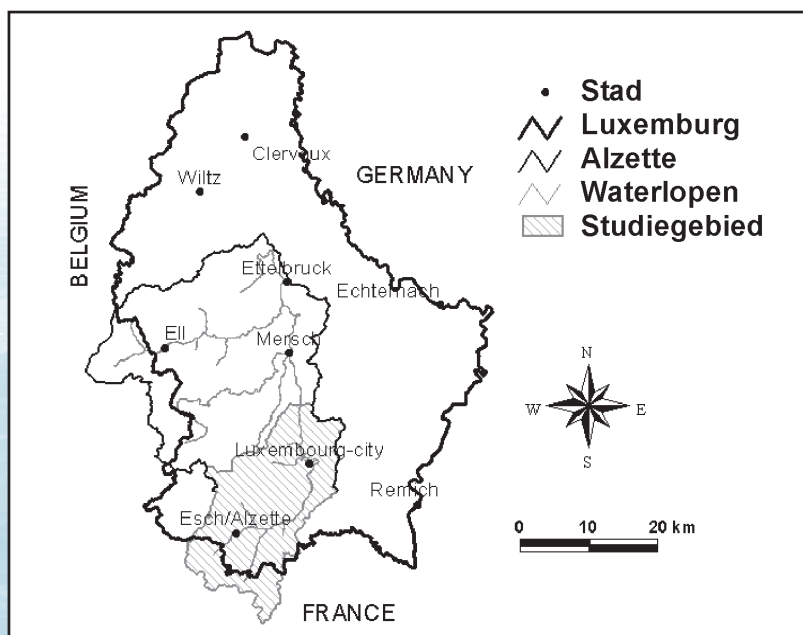 Stad
Luxemburg
Alzette
Waterlopen
Studiegebied
Clervaux
Wiltz
GERMANY
BELGIUM
Ettelbruck
Echternach
Ell
Mersch
N
W
E
S
Luxembourg-city
Remich
Esch/Alzette
0 10 20 km
FRANCE